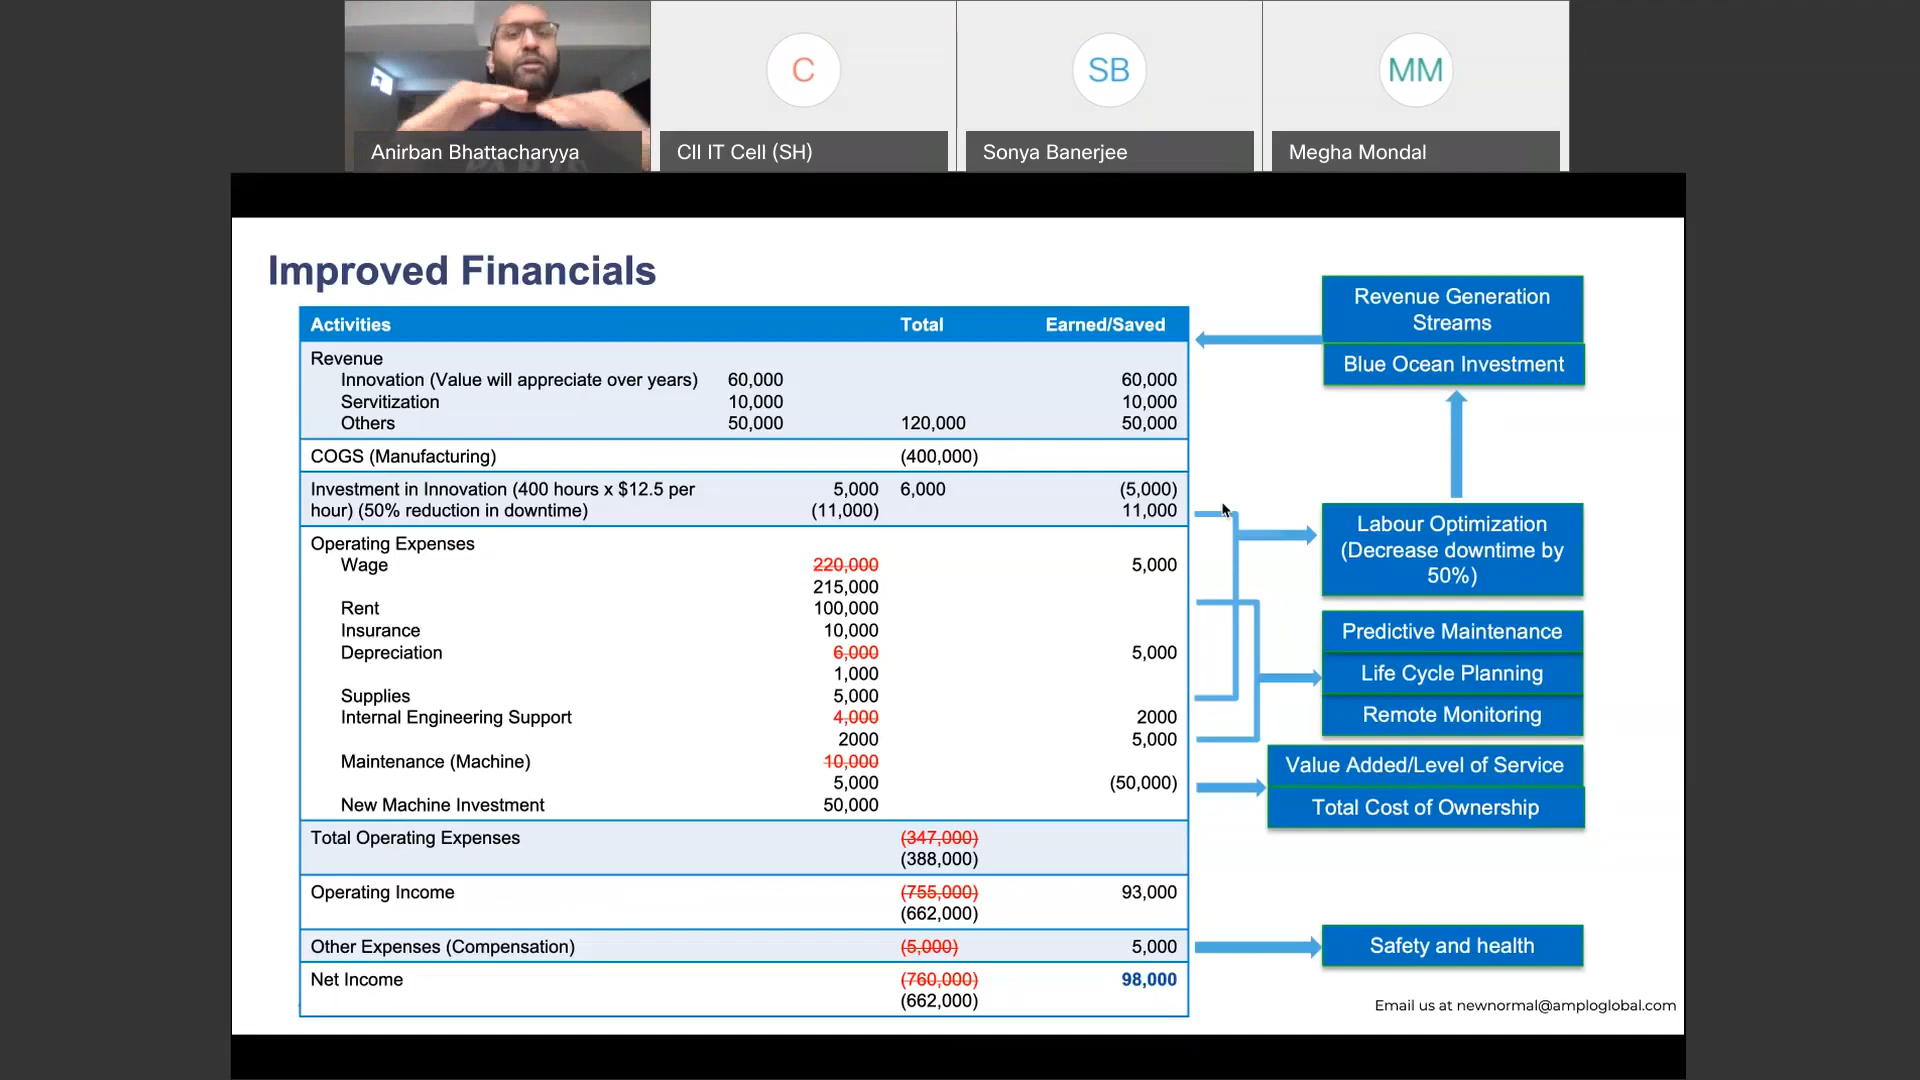 C
SB
MM
Anirban Bhattacharyya
CII IT Cell (SH)
Sonya Banerjee
Megha Mondal
Improved Financials
Activities Total Earned/Saved
Revenue
Innovation (Value will appreciate over years) 60,000 60,000
Servitization 10,000 10,000
Others 50,000 120,000 50,000
COGS (Manufacturing) (400,000)
Investment in Innovation (400 hours x $12.5 per 5,000 6,000 (5,000)
hour) (50% reduction in downtime) (11,000) 11,000
Operating Expenses
Wage 220,000 5,000
215,000
Rent 100,000
Insurance 10,000
Depreciation 6,000 5,000
1,000
Supplies 5,000
Internal Engineering Support 4,000 2000
2000 5,000
Maintenance (Machine) 10,000
5,000 (50,000)
New Machine Investment 50,000
Total Operating Expenses (347,000)
(388,000)
Operating Income (755,000) 93,000
(662,000)
Other Expenses (Compensation) (5,000) 5,000
Net Income (760,000) 98,000
(662,000)
Revenue Generation
Streams
Blue Ocean Investment
Labour Optimization
(Decrease downtime by
50%)
Predictive Maintenance
Life Cycle Planning
Remote Monitoring
Value Added/Level of Service
Total Cost of Ownership
Safety and health
Email us at newnormal@amploglobal.com